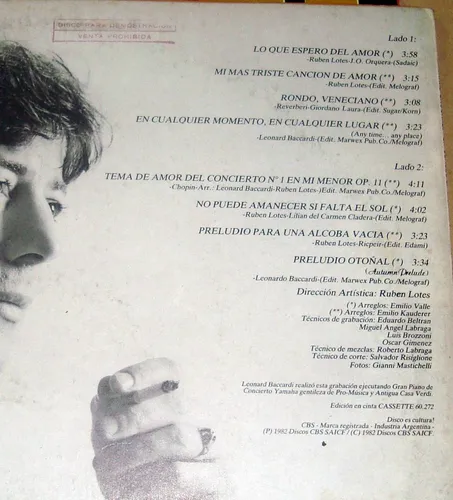 DISCO PARA DIFUSION
VENTA PROHIBIDA
Lado 1:
LO QUE ESPERO DEL AMOR (*) 3:58
-Ruben Lotes-J.O. Orquera-(Sadaic)
MI MAS TRISTE CANCION DE AMOR (**) 3:15
-Ruben Lotes-(Edit. Melograf)
RONDO, VENECIANO (**) 3:08
-Reverberi-Giordano Laura-(Edit. Sugar/Korn)
EN CUALQUIER MOMENTO, EN CUALQUIER LUGAR (**) 3:23
(Any time... any place)
-Leonard Baccardi-(Edit. Marwex Pub.Co./Melograf)
Lado 2:
TEMA DE AMOR DEL CONCIERTO Nº 1 EN MI MENOR OP. 11 (**) 4:11
-Chopin-Arr.: Leonard Baccardi-Ruben Lotes-(Edit. Marwex Pub.Co./Melograf)
NO PUEDE AMANECER SI FALTA EL SOL (*) 4:02
-Ruben Lotes-Lilian del Carmen Cladera-(Edit. Melograf)
PRELUDIO PARA UNA ALCOBA VACIA (**) 3:23
-Ruben Lotes-Ricpeir-(Edit. Edami)
PRELUDIO OTOÑAL (*) 3:34
(Autumn Prelude)
-Leonardo Baccardi-(Edit. Marwex Pub.Co./Melograf)
Dirección Artística: Ruben Lotes
(*) Arreglos: Emilio Valle
(**) Arreglos: Emilio Kauderer
Técnicos de grabación: Eduardo Beltran
Miguel Angel Labraga
Luis Brozzoni
Oscar Gimenez
Técnico de mezclas: Roberto Labraga
Técnico de corte: Salvador Risiglione
Fotos: Gianni Mastichelli
Leonard Baccardi realizó esta grabación ejecutando Gran Piano de
Concierto Yamaha gentileza de Pro-Música y Antigua Casa Verdi
Edición en cinta CASSETTE 60.272
Disco es cultura!
CBS - Marca registrada - Industria Argentina -
(P) 1982 Discos CBS SAICF / (C) 1982 Discos CBS SAICF.